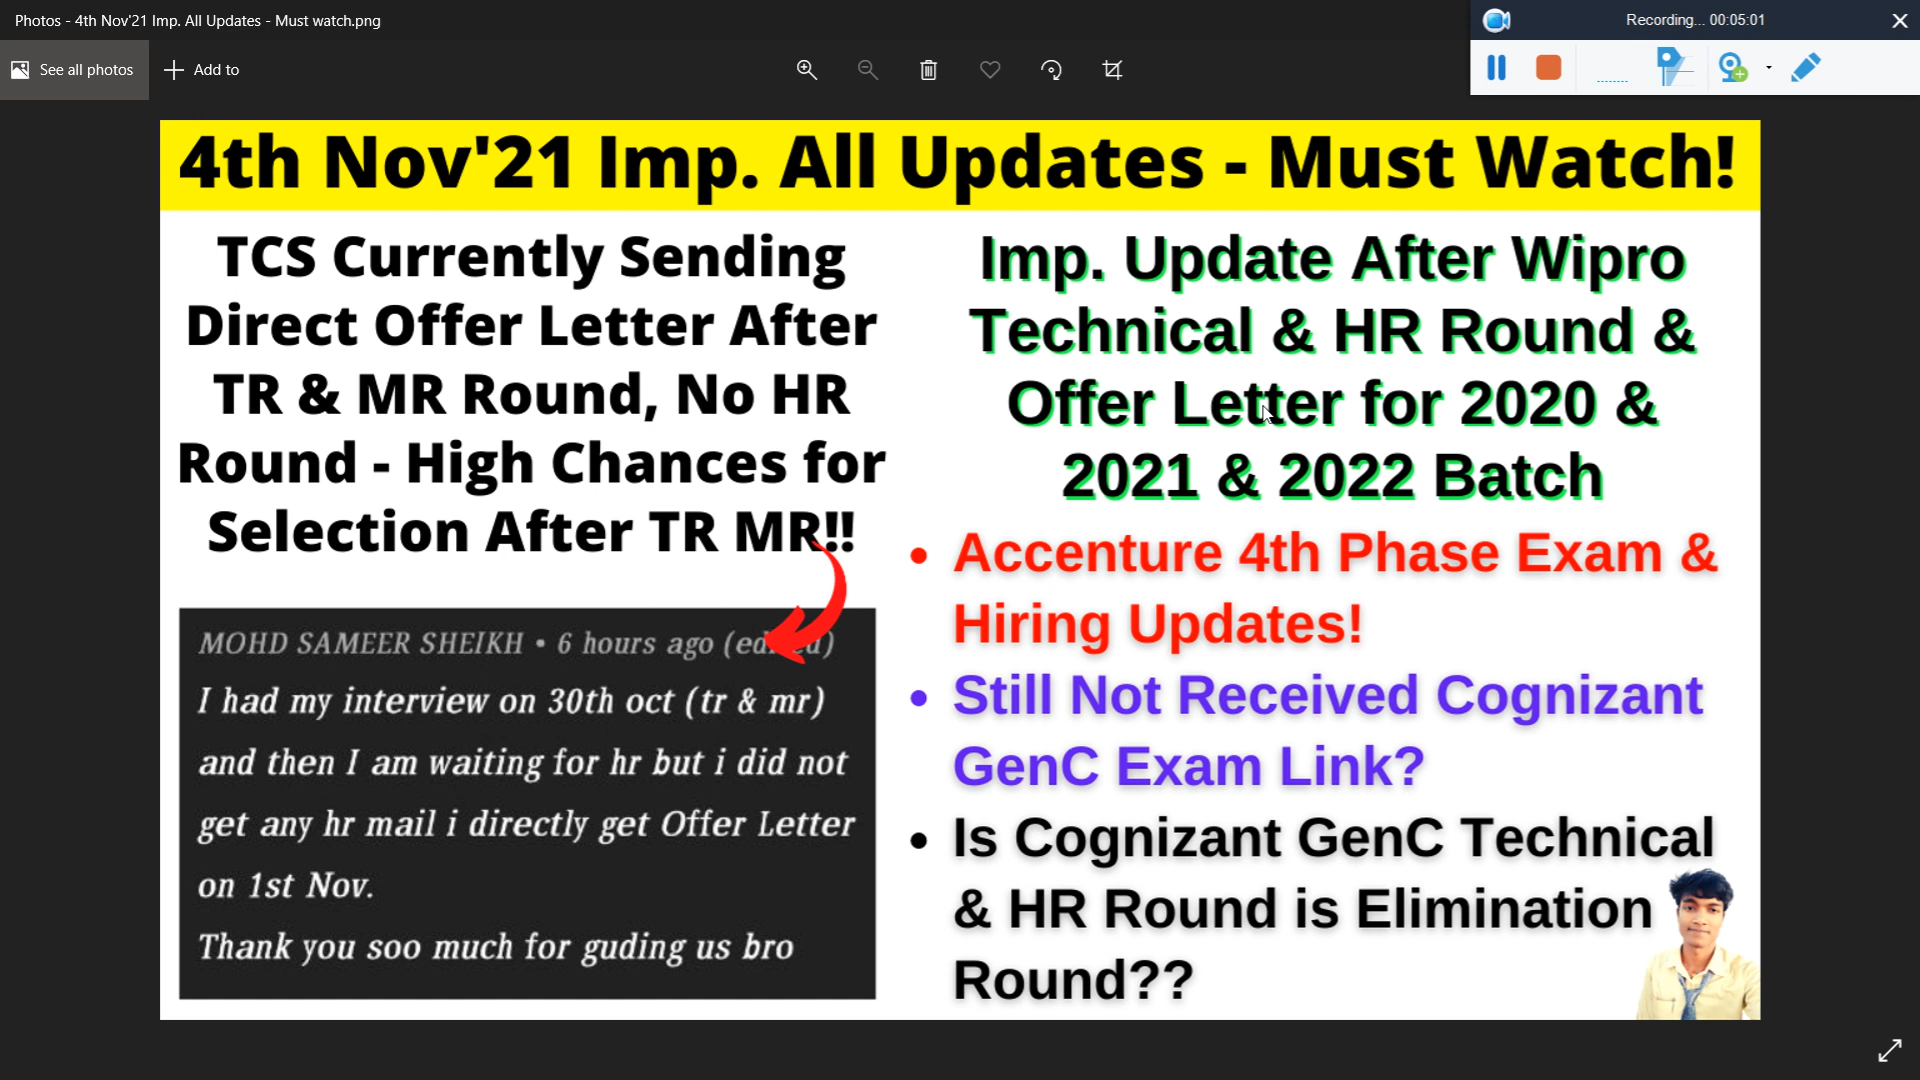 Photos - 4th Nov'21 Imp. All Updates - Must watch.png
Recording... 00:05:01
See all photos
Add to
4th Nov'21 Imp. All Updates - Must Watch!
TCS Currently Sending
Direct Offer Letter After
TR & MR Round, No HR
Round - High Chances for
Selection After TR MR!!
MOHD SAMEER SHEIKH • 6 hours ago
I had my interview on 30th oct (tr & mr)
and then I am waiting for hr but i did not
get any hr mail i directly get Offer Letter
on 1st Nov.
Thank you soo much for guding us bro
Imp. Update After Wipro
Technical & HR Round &
Offer Letter for 2020 &
2021 & 2022 Batch
• Accenture 4th Phase Exam &
Hiring Updates!
• Still Not Received Cognizant
GenC Exam Link?
• Is Cognizant GenC Technical
& HR Round is Elimination
Round??